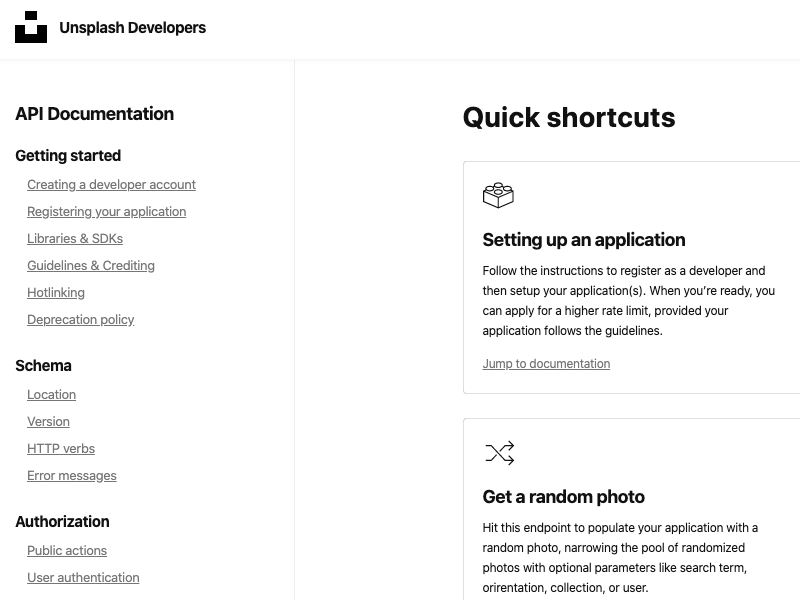 Unsplash Developers
API Documentation
Getting started
Creating a developer account
Registering your application
Libraries & SDKs
Guidelines & Crediting
Hotlinking
Deprecation policy
Schema
Location
Version
HTTP verbs
Error messages
Authorization
Public actions
User authentication
Quick shortcuts
Setting up an application
Follow the instructions to register as a developer and
then setup your application(s). When you’re ready, you
can apply for a higher rate limit, provided your
application follows the guidelines.
Jump to documentation
Get a random photo
Hit this endpoint to populate your application with a
random photo, narrowing the pool of randomized
photos with optional parameters like search term,
orirentation, collection, or user.